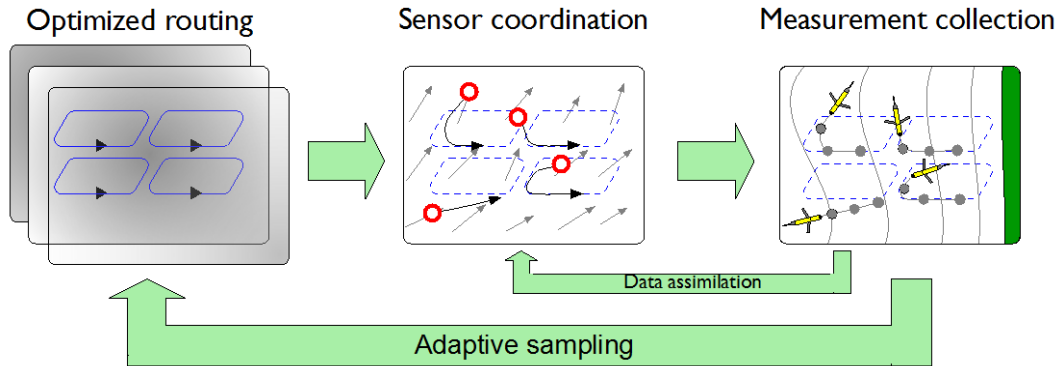 Optimized routing
Sensor coordination
Measurement collection
Data assimilation
Adaptive sampling